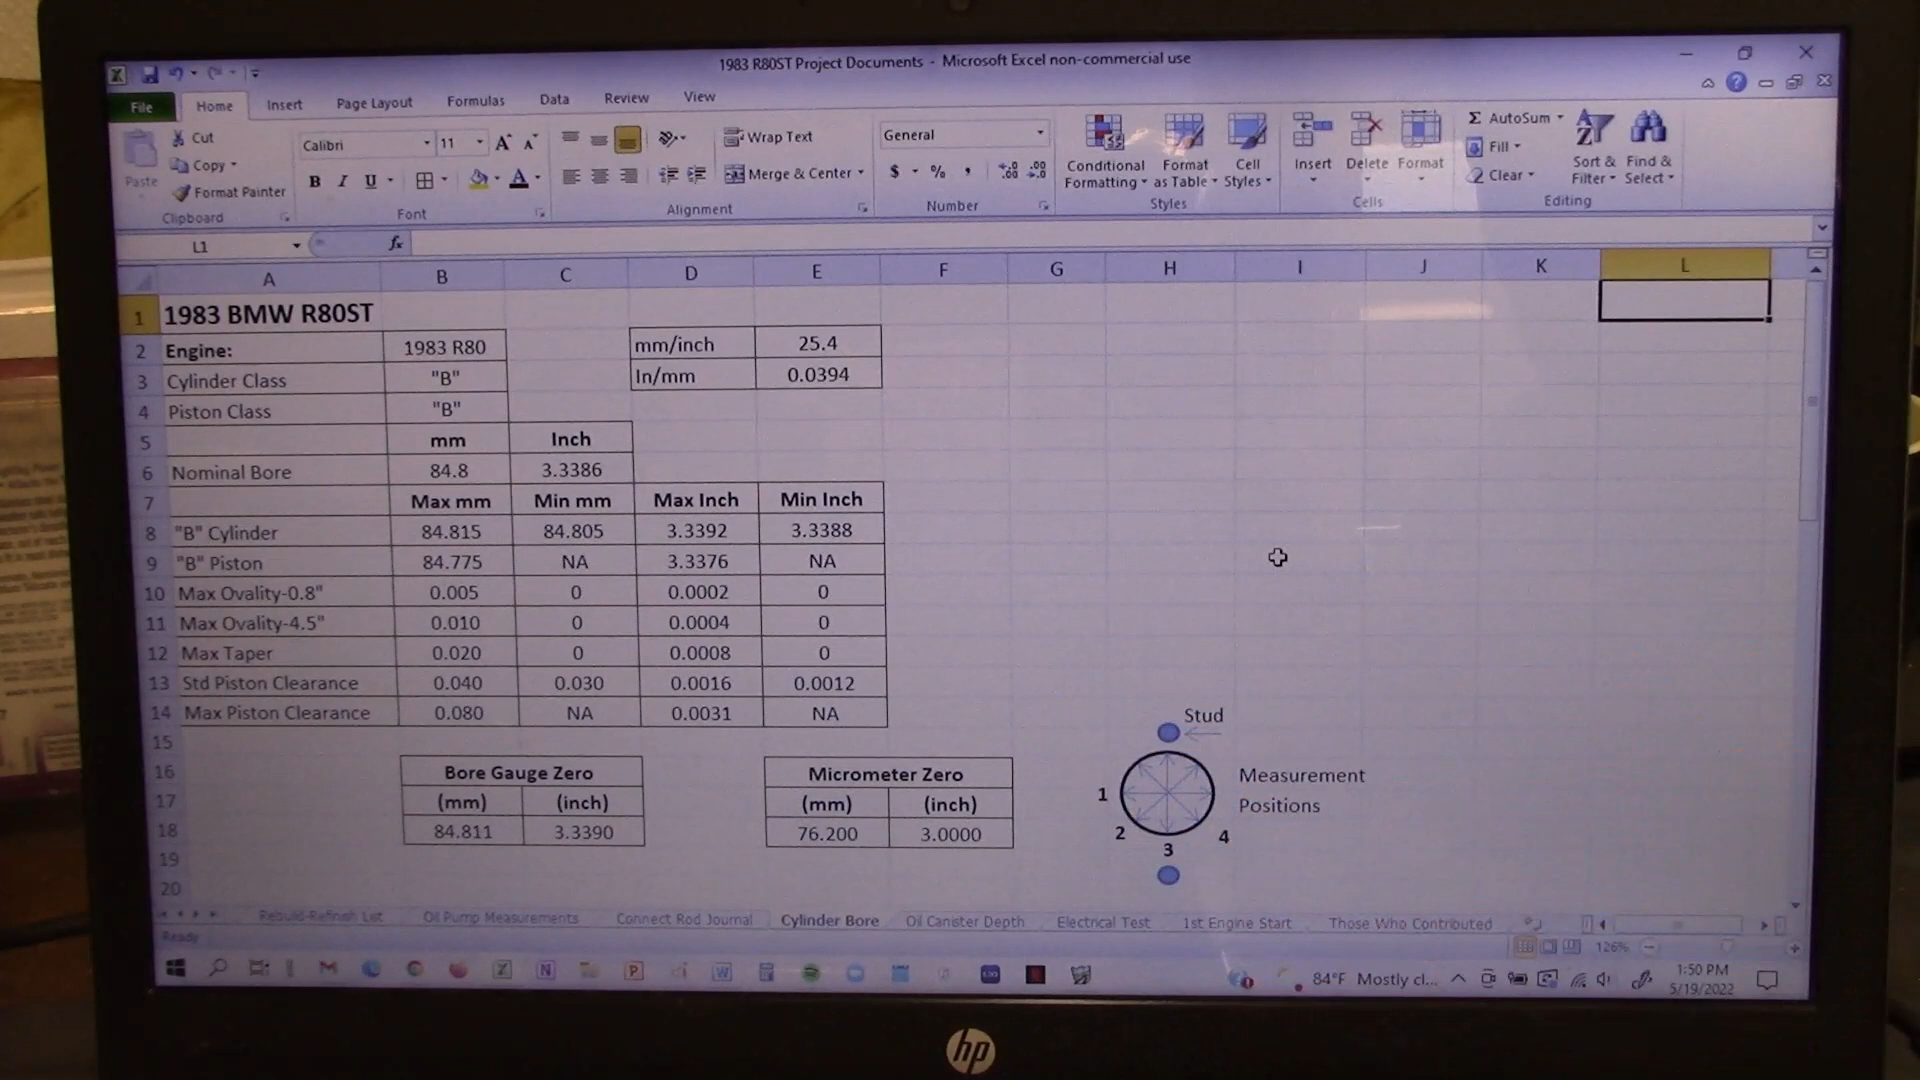 1983 R80ST Project Documents - Microsoft Excel non-commercial use
File Home Insert Page Layout Formulas Data Review View
Paste Cut Copy Format Painter Clipboard
Calibri 11 B I U Font
Wrap Text Merge & Center Alignment
General $ % , Number
Conditional Formatting Format as Table Cell Styles Styles
Insert Delete Format Cells
Σ AutoSum Fill Clear Sort & Filter Find & Select Editing
L1 fx
A B C D E F G H I J K L
1 1983 BMW R80ST
2 Engine: 1983 R80 mm/inch 25.4
3 Cylinder Class "B" In/mm 0.0394
4 Piston Class "B"
5 mm Inch
6 Nominal Bore 84.8 3.3386
7 Max mm Min mm Max Inch Min Inch
8 "B" Cylinder 84.815 84.805 3.3392 3.3388
9 "B" Piston 84.775 NA 3.3376 NA
10 Max Ovality-0.8" 0.005 0 0.0002 0
11 Max Ovality-4.5" 0.010 0 0.0004 0
12 Max Taper 0.020 0 0.0008 0
13 Std Piston Clearance 0.040 0.030 0.0016 0.0012
14 Max Piston Clearance 0.080 NA 0.0031 NA
Stud
15
16 Bore Gauge Zero Micrometer Zero
1 Measurement
17 (mm) (inch) (mm) (inch)
Positions
18 84.811 3.3390 76.200 3.0000
2 3 4
19
20
Rebuild-Refinish List Oil Pump Measurements Connect Rod Journal Cylinder Bore Oil Canister Depth Electrical Test 1st Engine Start Those Who Contributed
Ready 126%
84°F Mostly cl... 1:50 PM
5/19/2022
hp